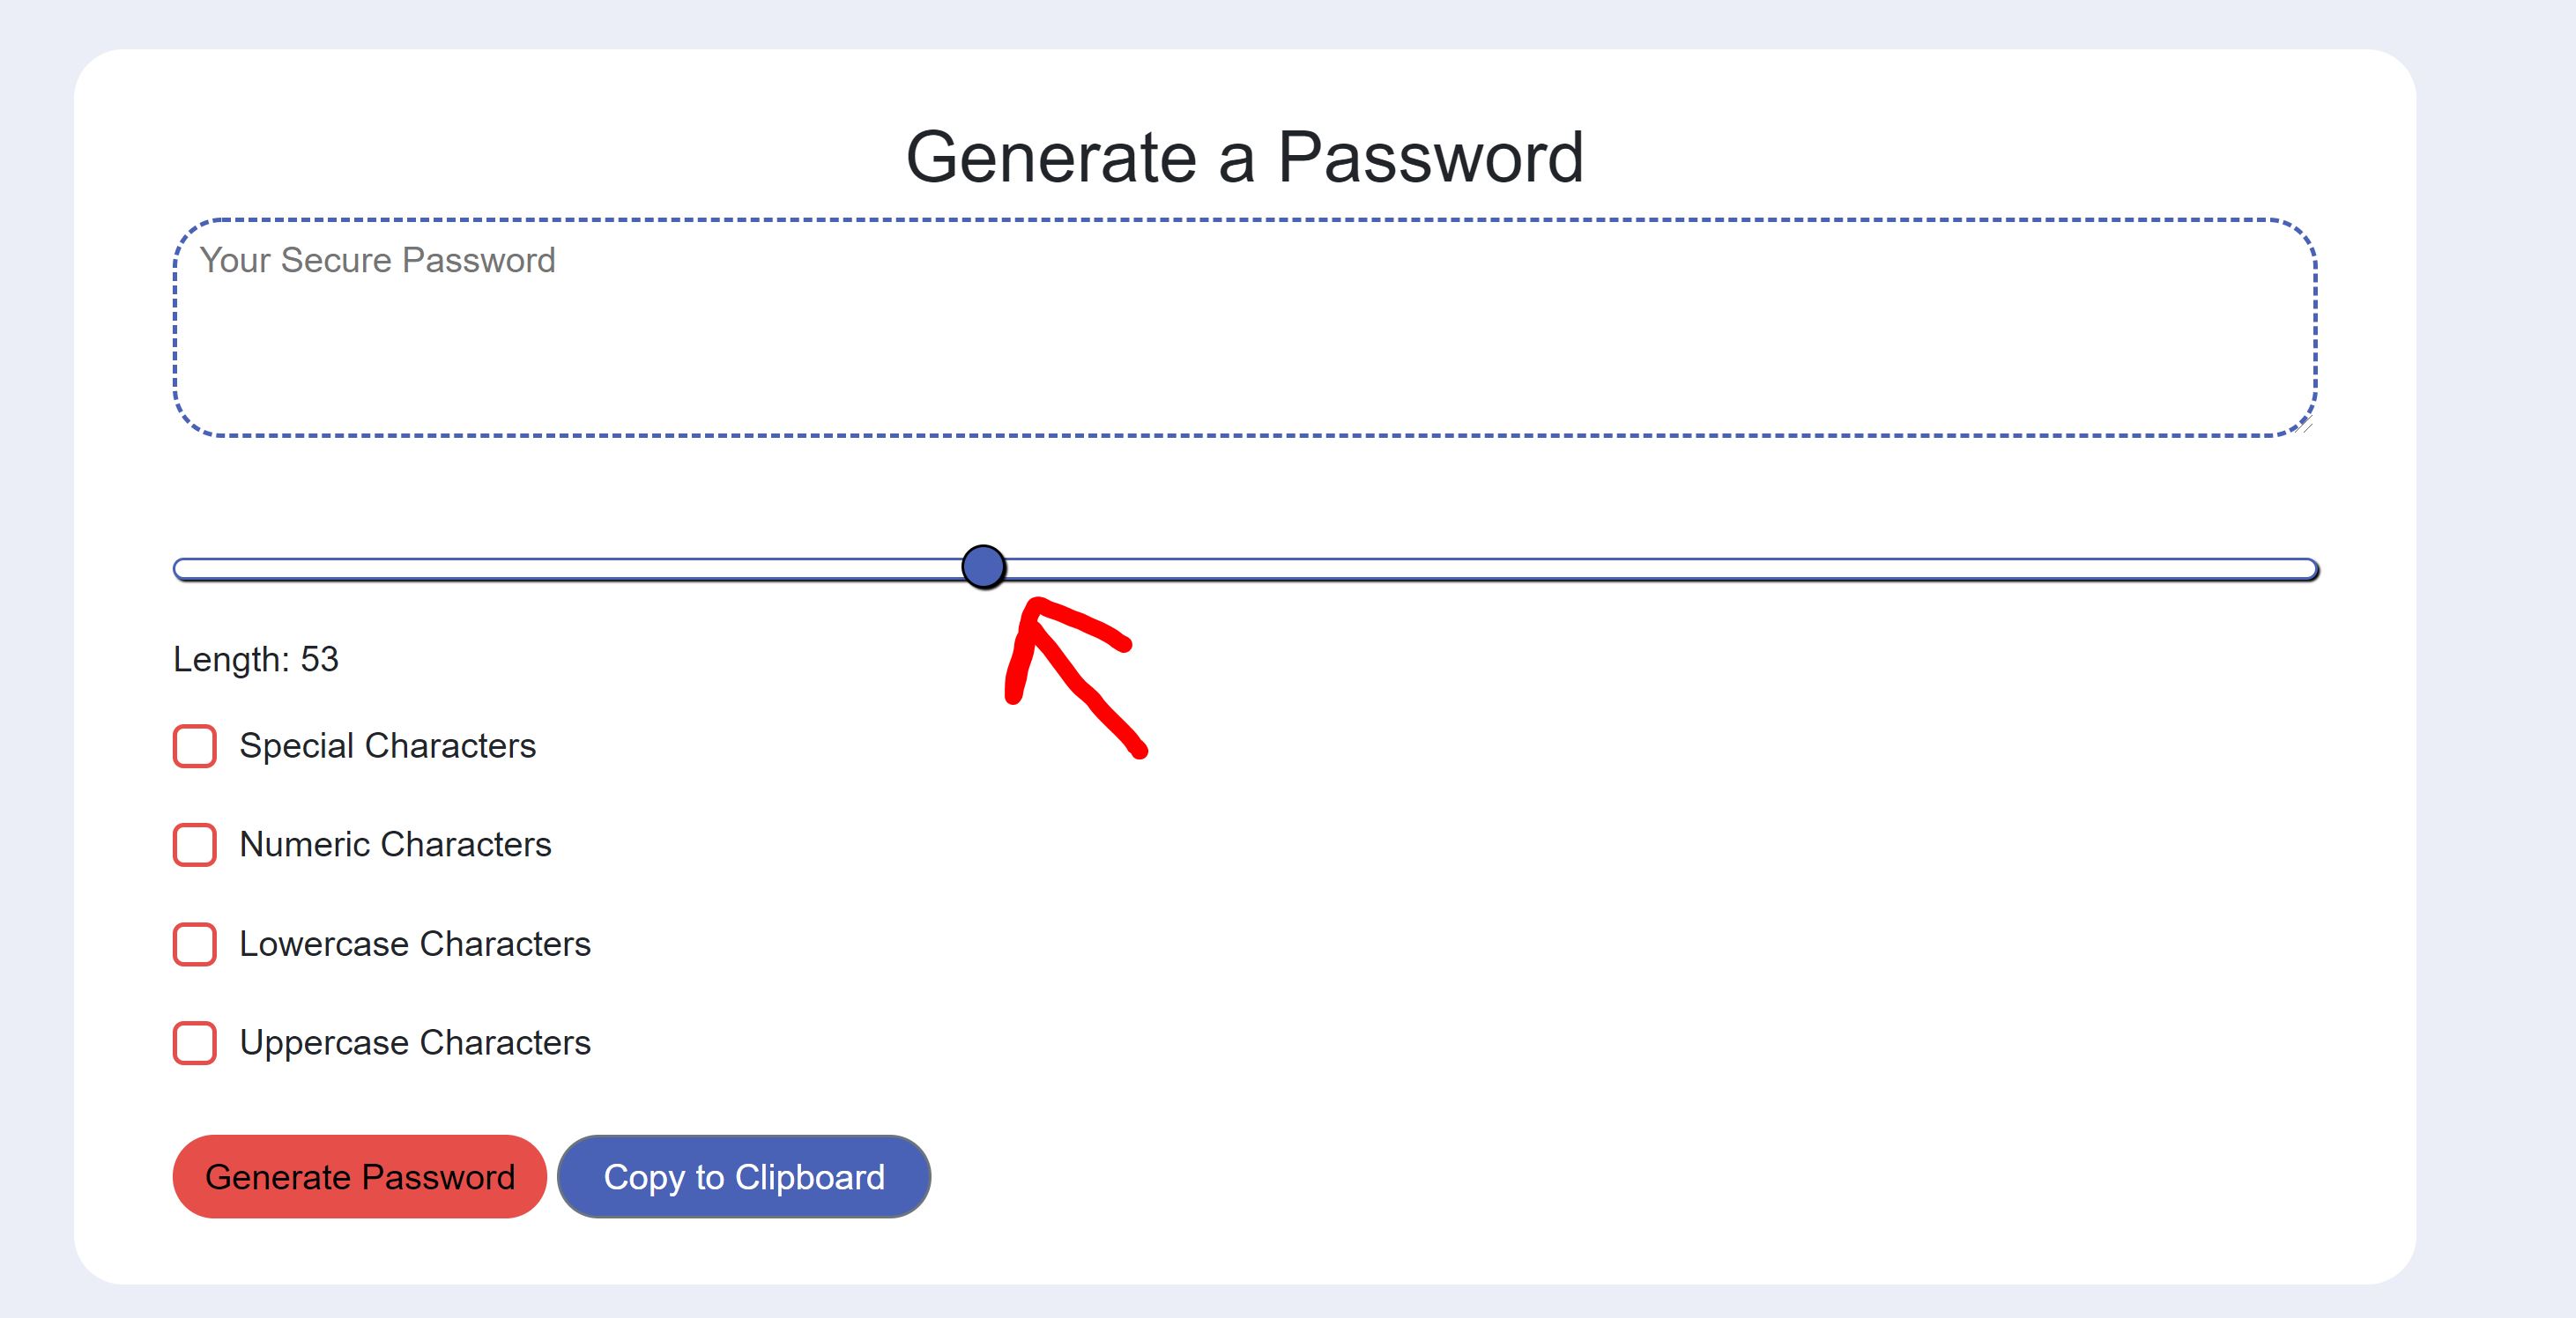 Generate a Password
Your Secure Password
Length: 53
Special Characters
Numeric Characters
Lowercase Characters
Uppercase Characters
Generate Password
Copy to Clipboard